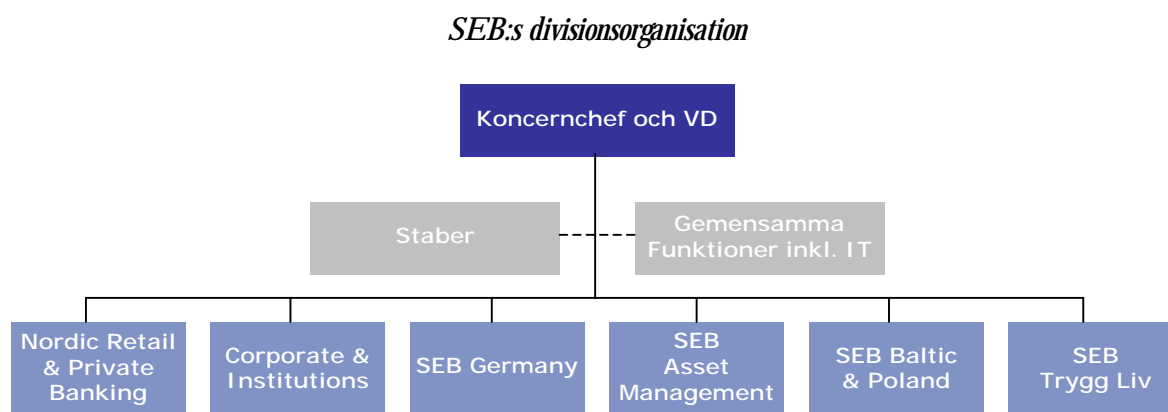 SEB:s divisionsorganisation
Koncernchef och VD
Staber
Gemensamma
Funktioner inkl. IT
Nordic Retail
& Private
Banking
Corporate &
Institutions
SEB Germany
SEB
Asset
Management
SEB Baltic
& Poland
SEB
Trygg Liv